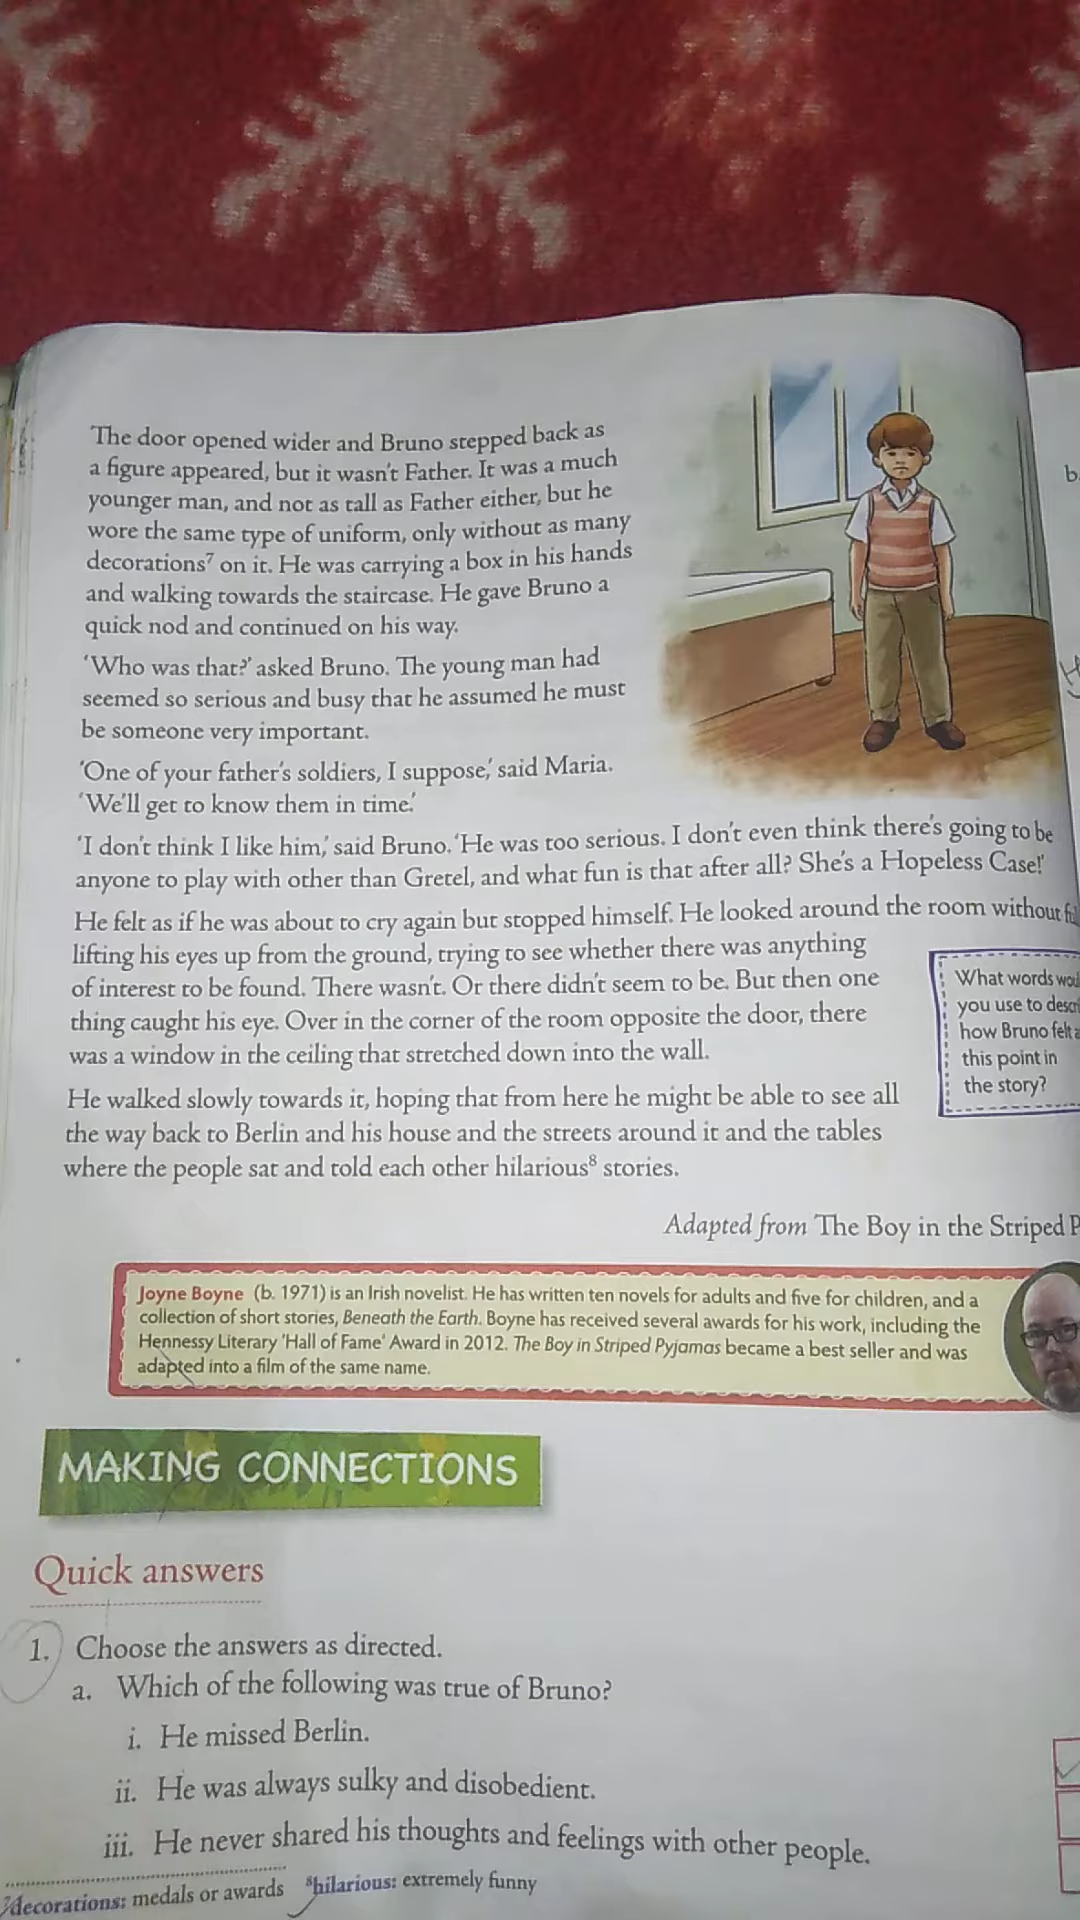 The door opened wider and Bruno stepped back as
a figure appeared, but it wasn't Father. It was a much
younger man, and not as tall as Father either, but he
wore the same type of uniform, only without as many
decorations⁷ on it. He was carrying a box in his hands
and walking towards the staircase. He gave Bruno a
quick nod and continued on his way.
'Who was that?' asked Bruno. The young man had
seemed so serious and busy that he assumed he must
be someone very important.
'One of your father's soldiers, I suppose,' said Maria.
'We'll get to know them in time.'
'I don't think I like him,' said Bruno. 'He was too serious. I don't even think there's going to be
anyone to play with other than Gretel, and what fun is that after all? She's a Hopeless Case!'
He felt as if he was about to cry again but stopped himself. He looked around the room without
lifting his eyes up from the ground, trying to see whether there was anything
of interest to be found. There wasn't. Or there didn't seem to be. But then one
thing caught his eye. Over in the corner of the room opposite the door, there
was a window in the ceiling that stretched down into the wall.
What words
you use to
how Bruno felt
this point in
the story?
He walked slowly towards it, hoping that from here he might be able to see all
the way back to Berlin and his house and the streets around it and the tables
where the people sat and told each other hilarious⁸ stories.
Adapted from The Boy in the Striped
Joyne Boyne (b. 1971) is an Irish novelist. He has written ten novels for adults and five for children, and a
collection of short stories, Beneath the Earth. Boyne has received several awards for his work, including the
Hennessy Literary 'Hall of Fame' Award in 2012. The Boy in Striped Pyjamas became a best seller and was
adapted into a film of the same name.
MAKING CONNECTIONS
Quick answers
1. Choose the answers as directed.
a. Which of the following was true of Bruno?
i. He missed Berlin.
ii. He was always sulky and disobedient.
iii. He never shared his thoughts and feelings with other people.
⁷decorations: medals or awards ⁸hilarious: extremely funny